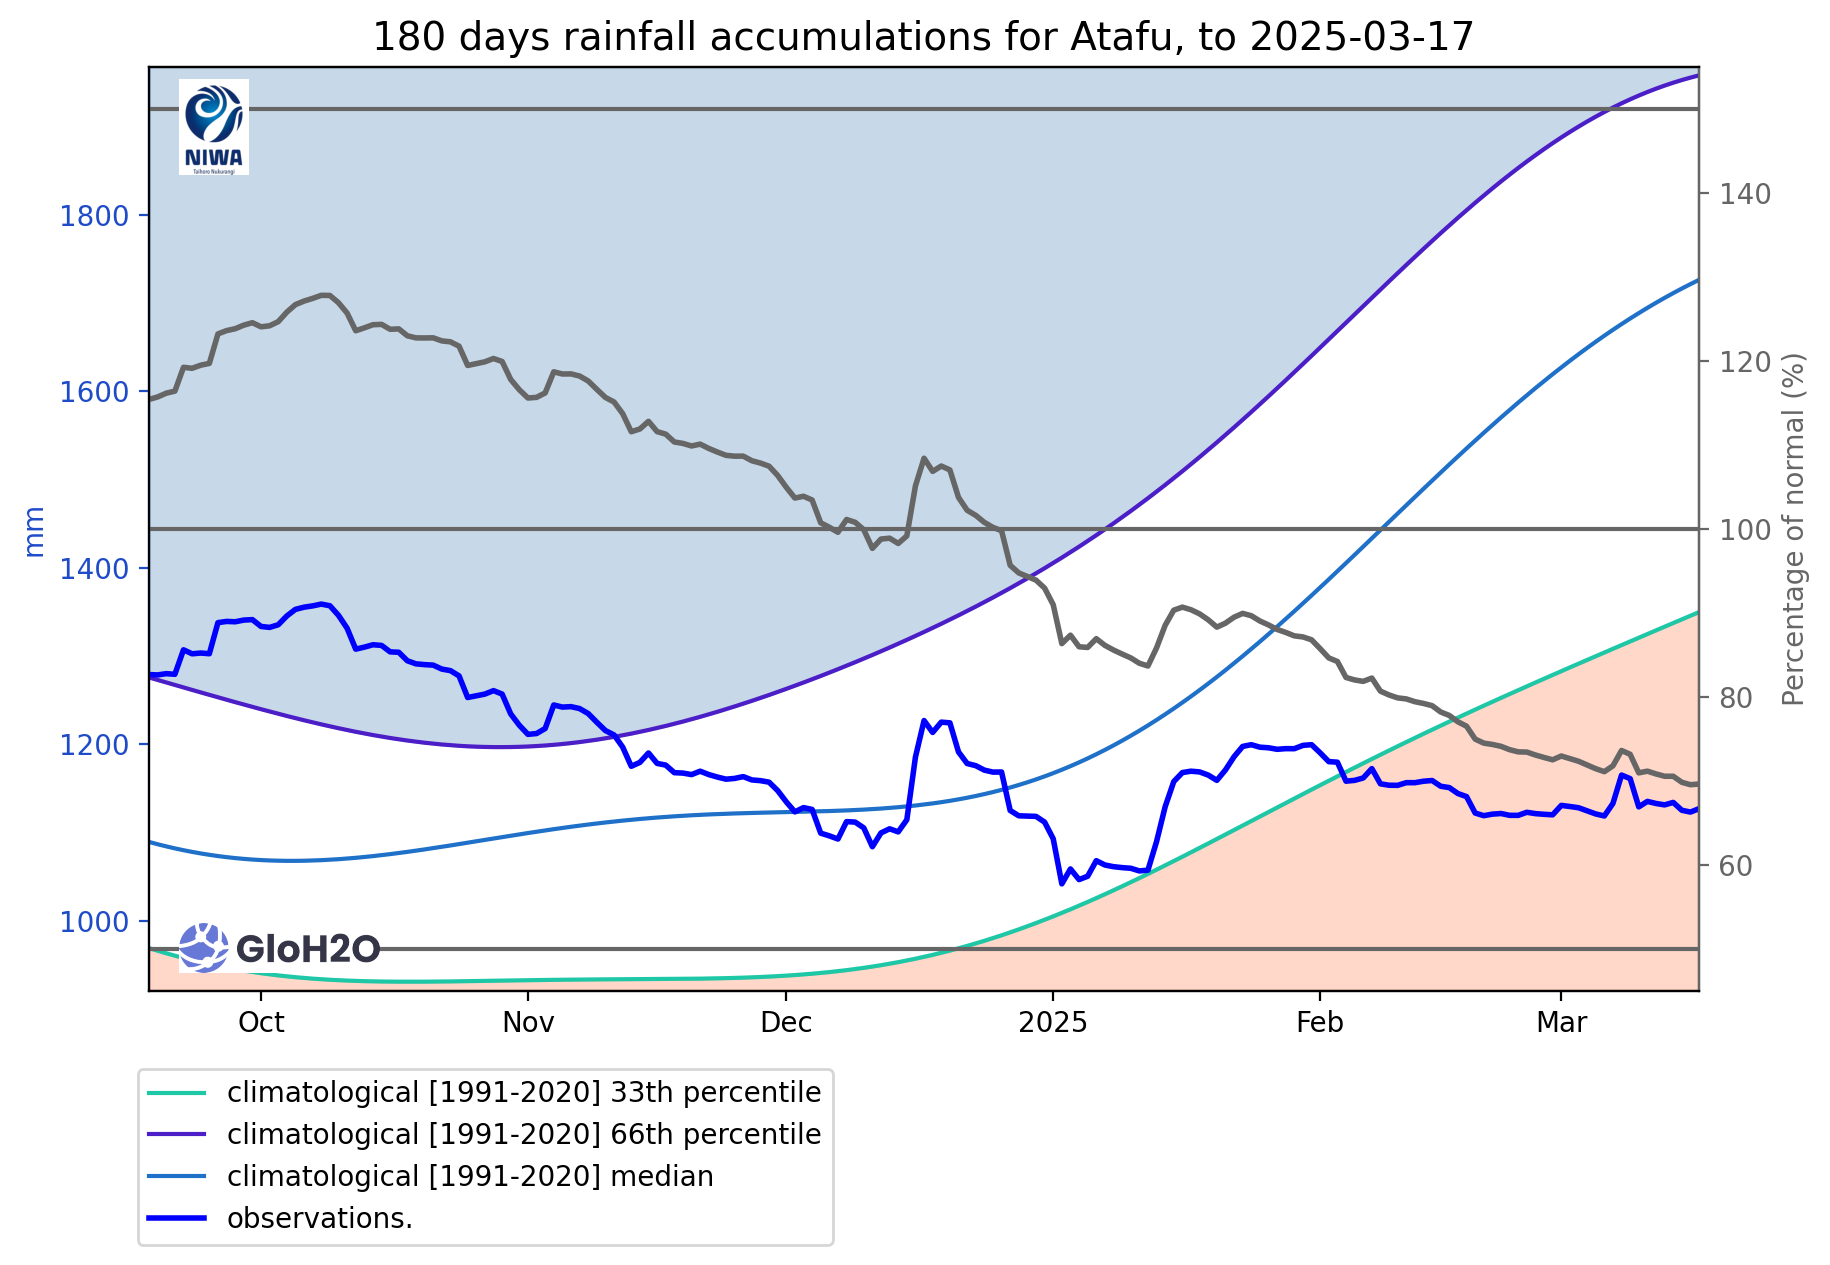 180 days rainfall accumulations for Atafu, to 2025-03-17
NIWA
Taihoro Nukurangi
1800
1600
1400
1200
1000
mm
140
120
100
80
60
Percentage of normal (%)
GloH2O
Oct Nov Dec 2025 Feb Mar
climatological [1991-2020] 33th percentile
climatological [1991-2020] 66th percentile
climatological [1991-2020] median
observations.